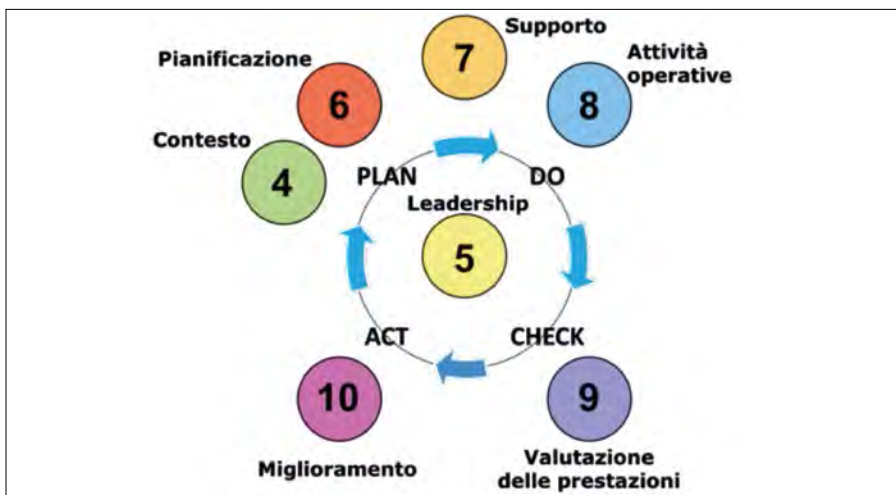 Supporto
7
Pianificazione
6
Attività
operative
8
Contesto
4
PLAN
DO
Leadership
5
ACT
CHECK
10
9
Miglioramento
Valutazione
delle prestazioni